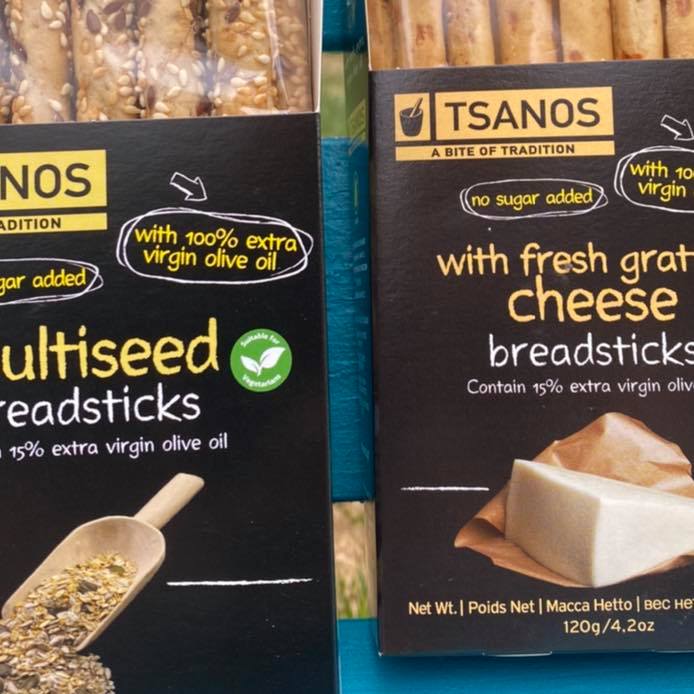 NOS
ADITION
with 100% extra
virgin olive oil
gar added
ultiseed
Suitable for
Vegetarians
readsticks
15% extra virgin olive oil
TSANOS
A BITE OF TRADITION
no sugar added
with 10
virgin
with fresh grat
cheese
breadsticks
Contain 15% extra virgin oliv
Net Wt. | Poids Net | Macca Hetto | вес не
120g/4,2oz